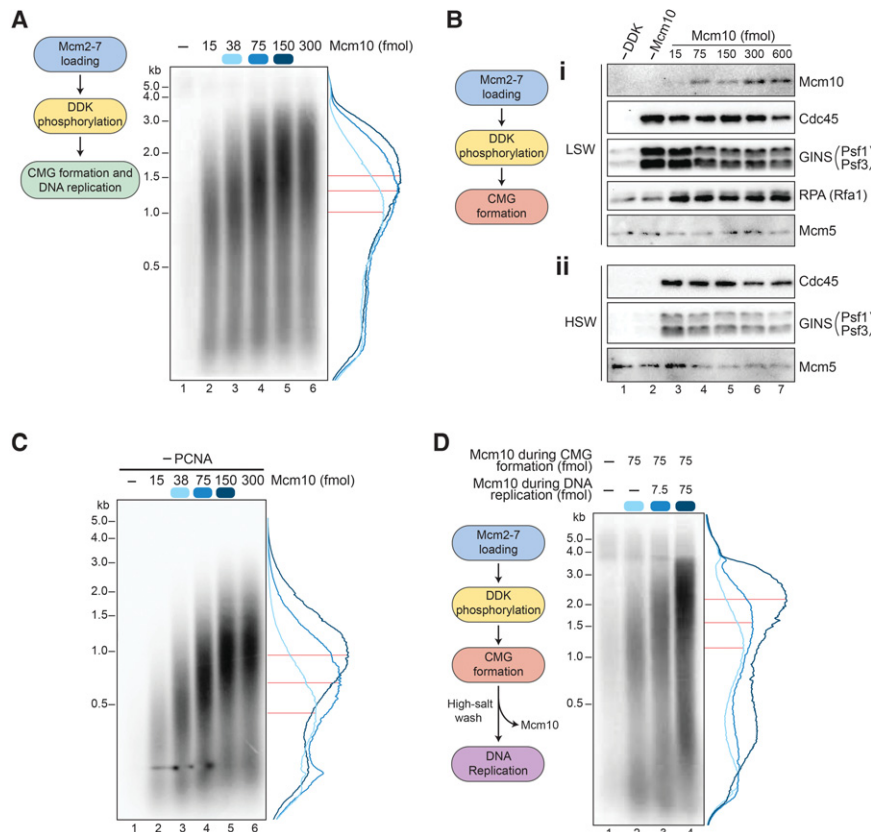 A
Mcm2-7
loading
DDK
phosphorylation
CMG formation and
DNA replication
– 15 38 75 150 300 Mcm10 (fmol)
kb
5.0
4.0
3.0
2.0
1.5
1.0
0.5
1 2 3 4 5 6
B
Mcm2-7
loading
DDK
phosphorylation
CMG
formation
–DDK
–Mcm10
Mcm10 (fmol)
15 75 150 300 600
i
LSW
Mcm10
Cdc45
GINS (Psf1
Psf3
RPA (Rfa1)
Mcm5
ii
HSW
Cdc45
GINS (Psf1
Psf3
Mcm5
1 2 3 4 5 6 7
C
–PCNA
– 15 38 75 150 300 Mcm10 (fmol)
kb
5.0
4.0
3.0
2.0
1.5
1.0
0.5
1 2 3 4 5 6
D
Mcm10 during CMG
formation (fmol)
– 75 75 75
Mcm10 during DNA
replication (fmol)
– – 7.5 75
Mcm2-7
loading
DDK
phosphorylation
CMG
formation
High-salt
wash
Mcm10
DNA
Replication
kb
5.0
4.0
3.0
2.0
1.5
1.0
0.5
1 2 3 4